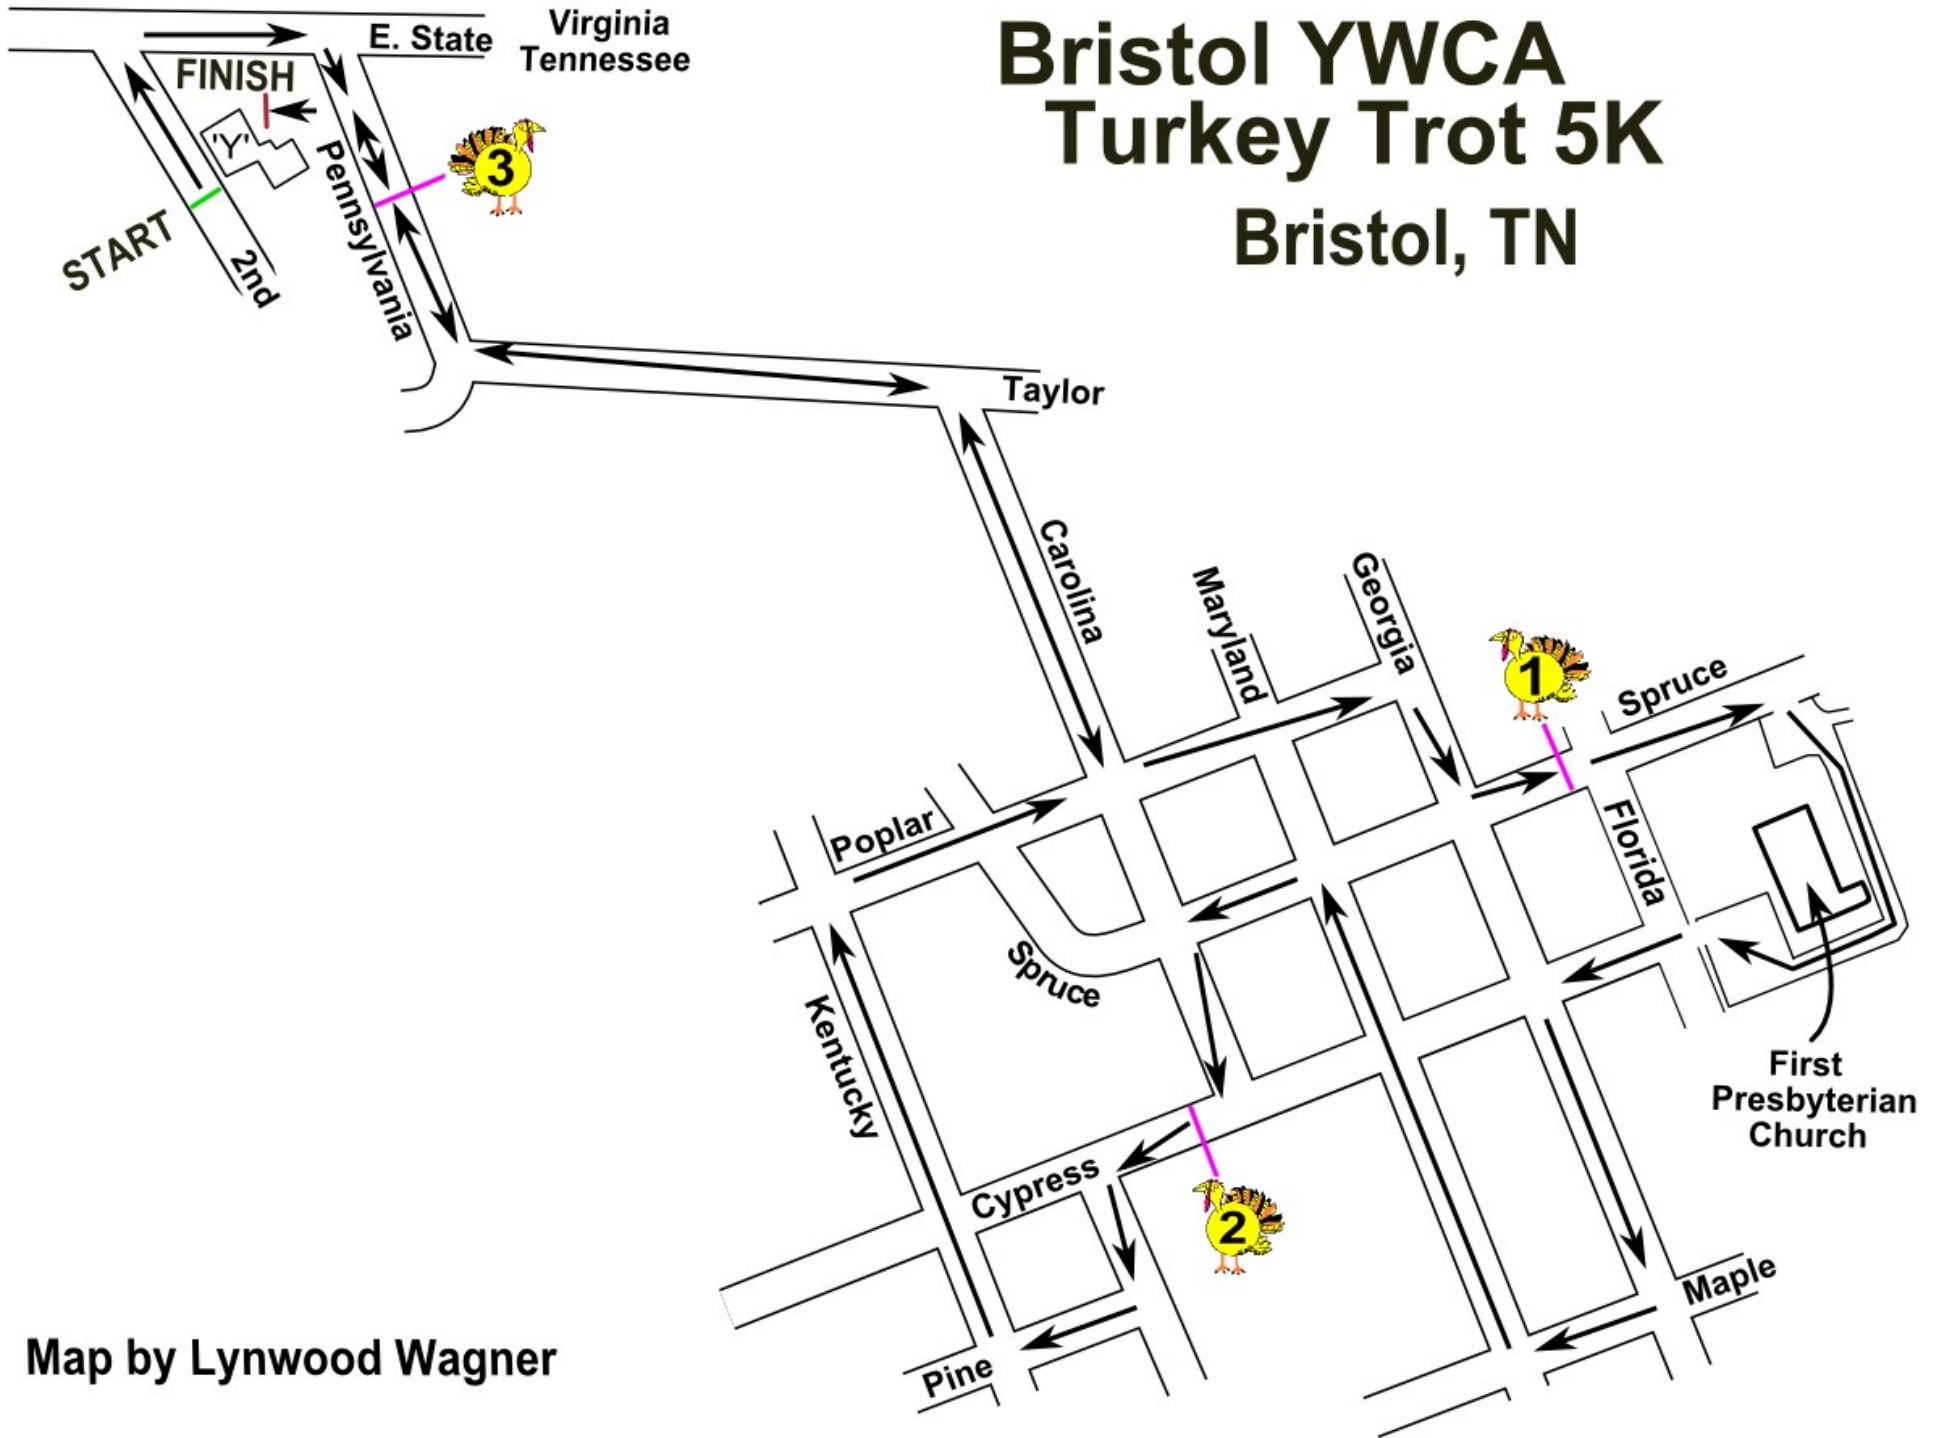 Bristol YWCA
Turkey Trot 5K
Bristol, TN
Virginia
Tennessee
E. State
FINISH
'Y'
START
2nd
Pennsylvania
3
Taylor
Carolina
Maryland
Georgia
1
Spruce
Poplar
Florida
Spruce
Kentucky
First
Presbyterian
Church
Cypress
2
Maple
Pine
Map by Lynwood Wagner